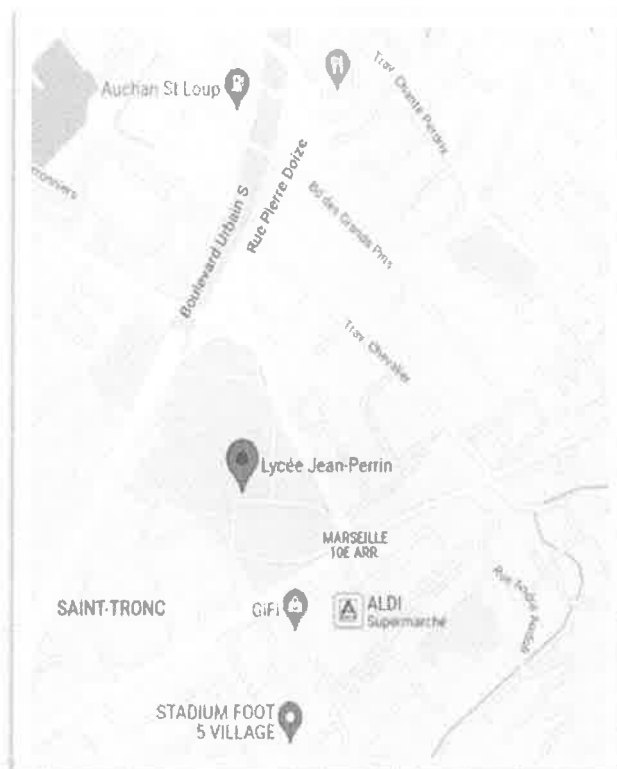 Auchan St Loup
Trav. Chante Perdrix
Boulevard Urbain S
Rue Pierre Doize
Bd des Grands Pins
Trav. Chevalier
Lycée Jean-Perrin
MARSEILLE
10E ARR.
SAINT-TRONC
GiFi
ALDI
Supermarché
STADIUM FOOT
5 VILLAGE